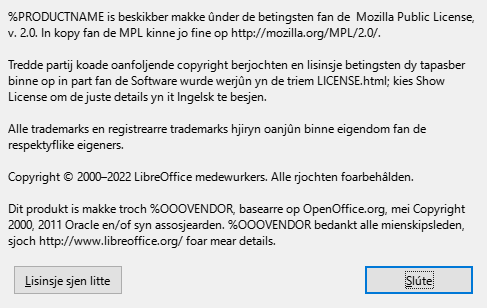 %PRODUCTNAME is beskikber makke ûnder de betingsten fan de  Mozilla Public License,
v. 2.0. In kopy fan de MPL kinne jo fine op http://mozilla.org/MPL/2.0/.
Tredde partij koade oanfoljende copyright berjochten en lisinsje betingsten dy tapasber
binne op in part fan de Software wurde werjûn yn de triem LICENSE.html; kies Show
License om de juste details yn it Ingelsk te besjen.
Alle trademarks en registrearre trademarks hjiryn oanjûn binne eigendom fan de
respektyflike eigeners.
Copyright © 2000–2022 LibreOffice medewurkers. Alle rjochten foarbehâlden.
Dit produkt is makke troch %OOOVENDOR, basearre op OpenOffice.org, mei Copyright
2000, 2011 Oracle en/of syn assosjearden. %OOOVENDOR bedankt alle mienskipsleden,
sjoch http://www.libreoffice.org/ foar mear details.
Lisinsje sjen litte
Slúte